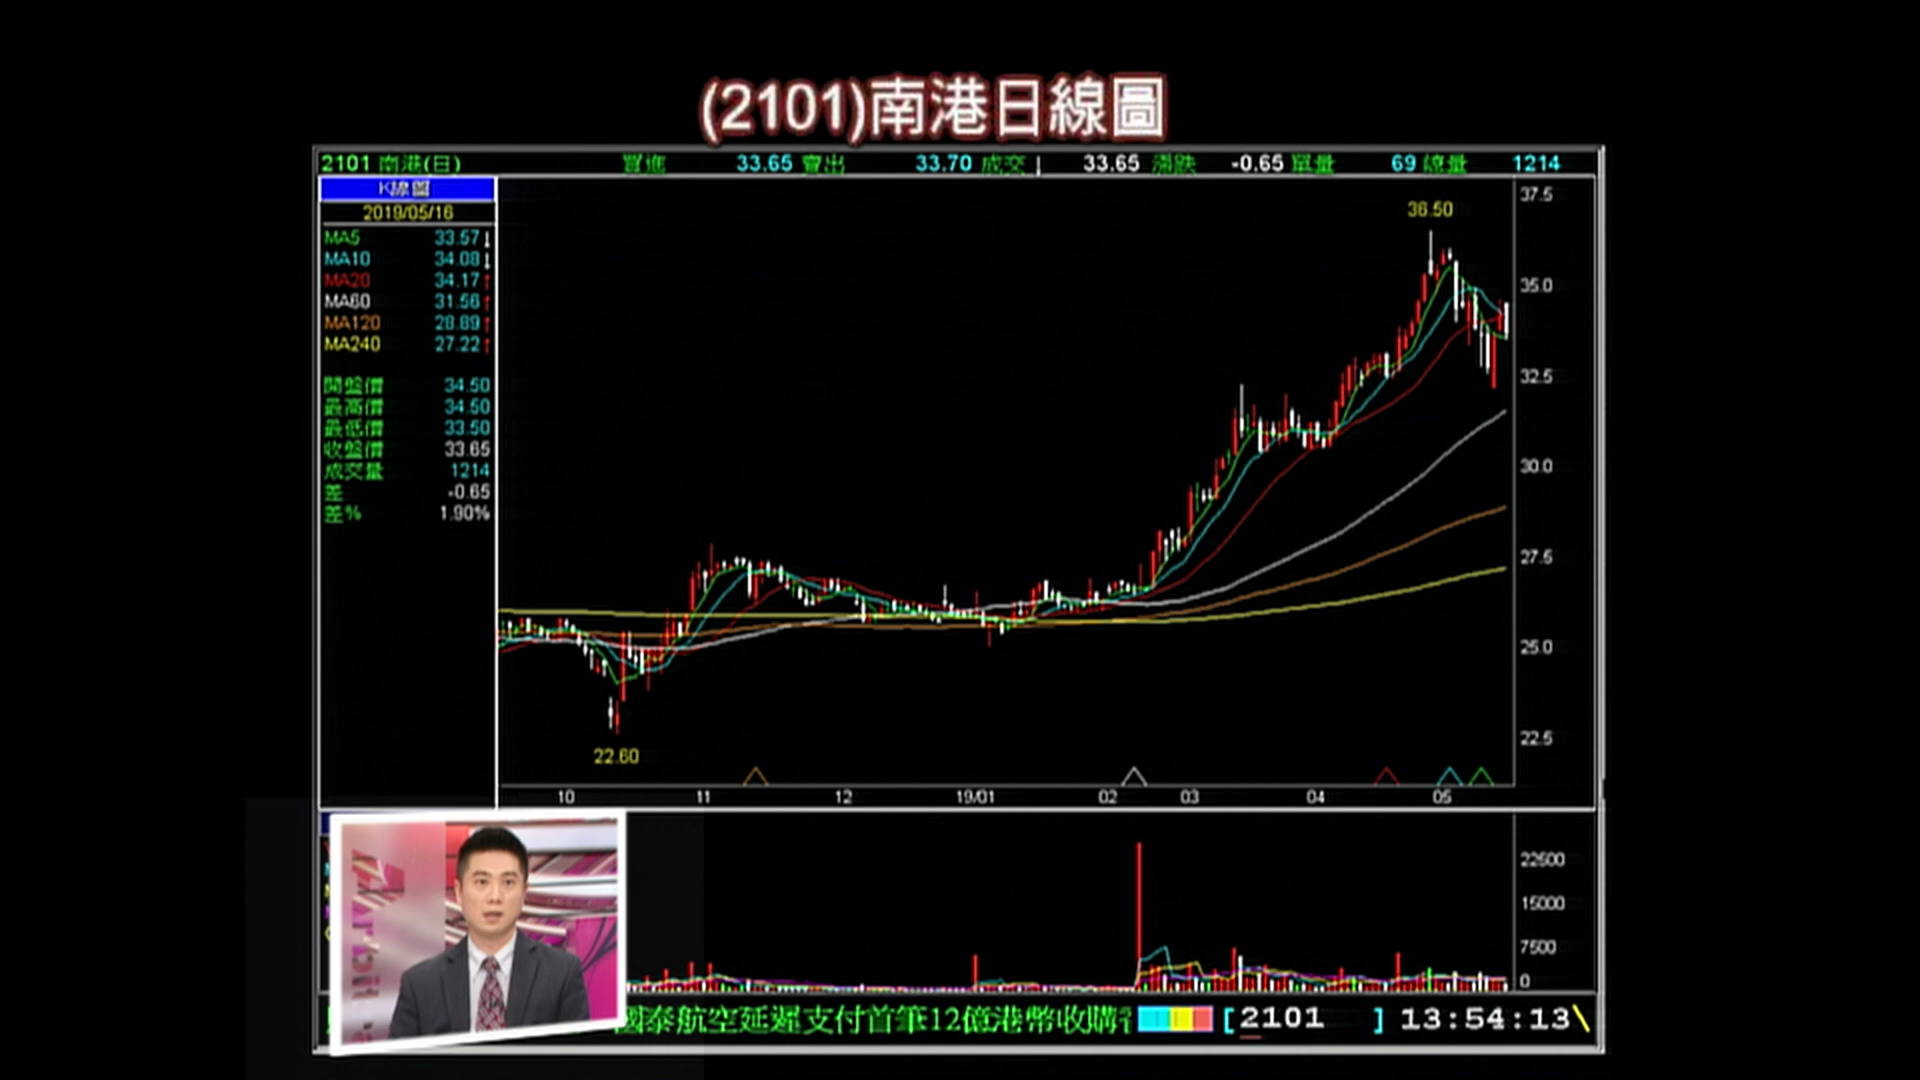 (2101)南港日線圖
2101 南港(日) 買進 33.65 賣出 33.70 成交 33.65 漲跌 -0.65 單量 69 總量 1214
K線圖
2019/05/16
MA5 33.57↓
MA10 34.08↓
MA20 34.17↑
MA60 31.56↑
MA120 28.89↑
MA240 27.22↑
開盤價 34.50
最高價 34.50
最低價 33.50
收盤價 33.65
成交量 1214
差 -0.65
差% 1.90%
36.50
22.60
37.5
35.0
32.5
30.0
27.5
25.0
22.5
10 11 12 19/01 02 03 04 05
22500
15000
7500
0
國泰航空延遲支付首筆12億港幣收購 [2101 ] 13:54:13